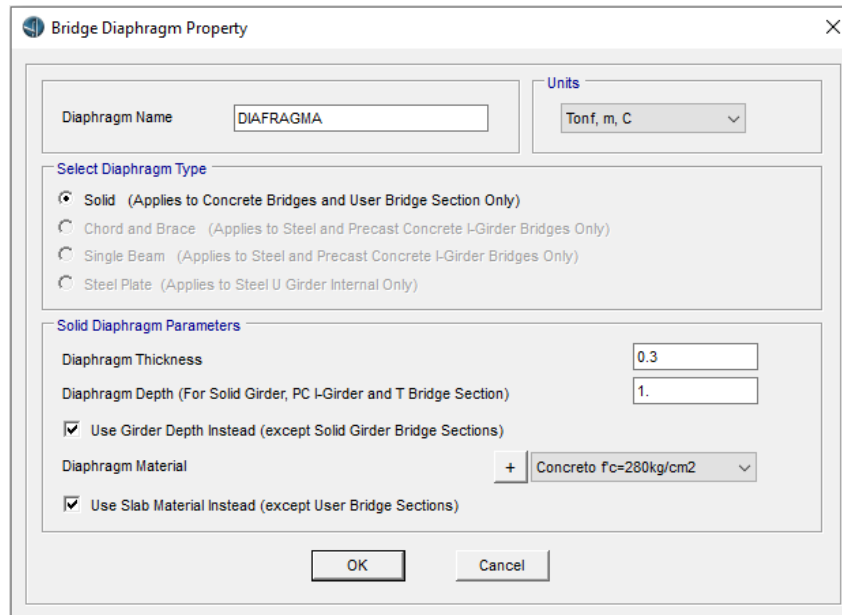 Bridge Diaphragm Property
Units
Diaphragm Name DIAFRAGMA Tonf, m, C
Select Diaphragm Type
Solid (Applies to Concrete Bridges and User Bridge Section Only)
Chord and Brace (Applies to Steel and Precast Concrete I-Girder Bridges Only)
Single Beam (Applies to Steel and Precast Concrete I-Girder Bridges Only)
Steel Plate (Applies to Steel U Girder Internal Only)
Solid Diaphragm Parameters
Diaphragm Thickness 0.3
Diaphragm Depth (For Solid Girder, PC I-Girder and T Bridge Section) 1.
Use Girder Depth Instead (except Solid Girder Bridge Sections)
Diaphragm Material + Concreto f'c=280kg/cm2
Use Slab Material Instead (except User Bridge Sections)
OK Cancel